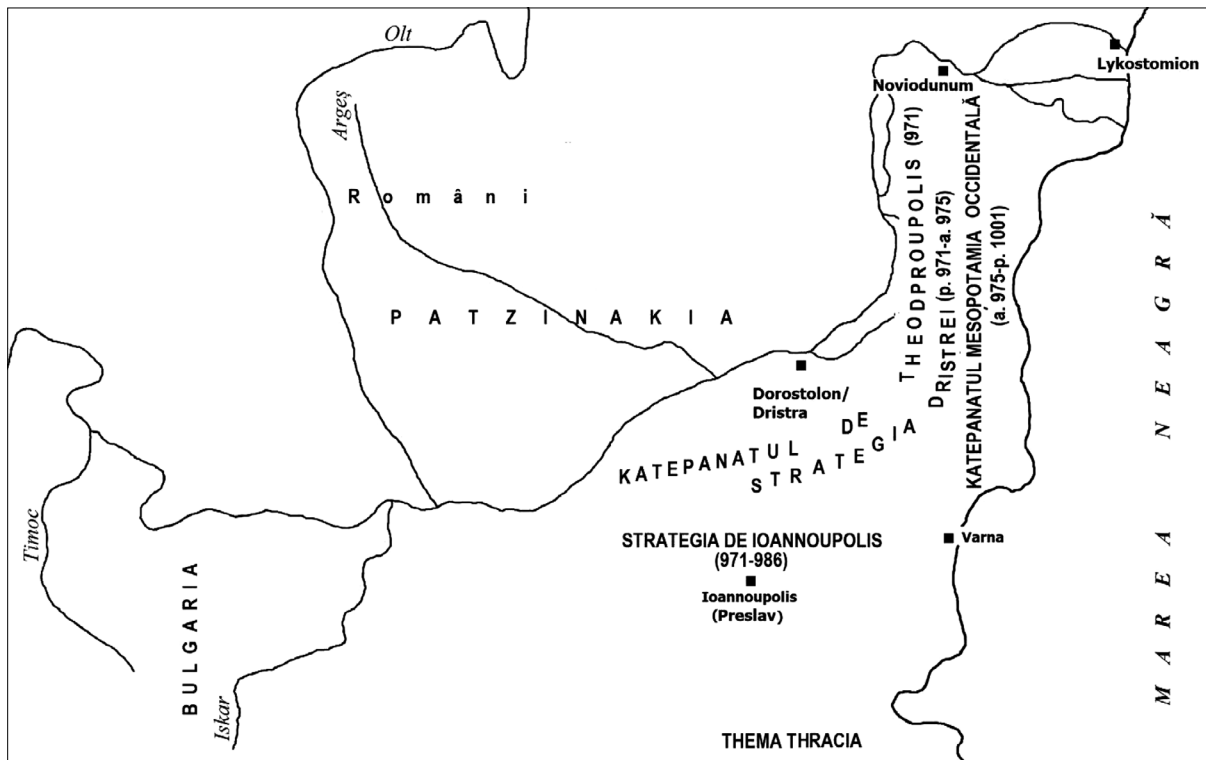 Olt
Argeș
Lykostomion
Noviodunum
Români
PATZINAKIA
THEODPROUPOLIS (971)
DRISTREI (p. 971-a. 975)
KATEPANATUL MESOPOTAMIA OCCIDENTALĂ
(a. 975-p. 1001)
MAREA NEAGRĂ
Dorostolon/
Dristra
KATEPANATUL DE
STRATEGIA
STRATEGIA DE IOANNOUPOLIS
(971-986)
Varna
Ioannoupolis
(Preslav)
Timoc
BULGARIA
Iskar
THEMA THRACIA